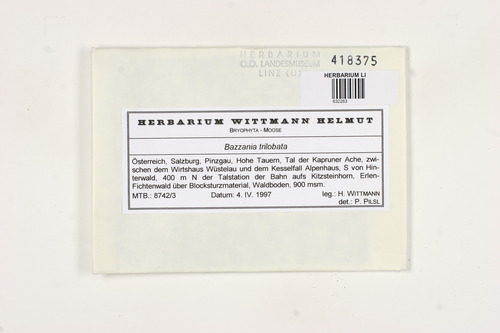 HERBARIUM
O.Ö. LANDESMUSEUM
LINZ (U)
418375
HERBARIUM LI
HERBARIUM WITTMANN HELMUT
BRYOPHYTA - MOOSE
Bazzania trilobata
Österreich, Salzburg, Pinzgau, Hohe Tauern, Tal der Kapruner Ache, zwi-
schen dem Wirtshaus Wüstelau und dem Kesselfall Alpenhaus, S von Hin-
terwald, 400 m N der Talstation der Bahn aufs Kitzsteinhorn, Erlen-
Fichtenwald über Blocksturzmaterial, Waldboden, 900 msm.
MTB.: 8742/3 Datum: 4. IV. 1997 leg.: H. WITTMANN
det.: P. PILSL